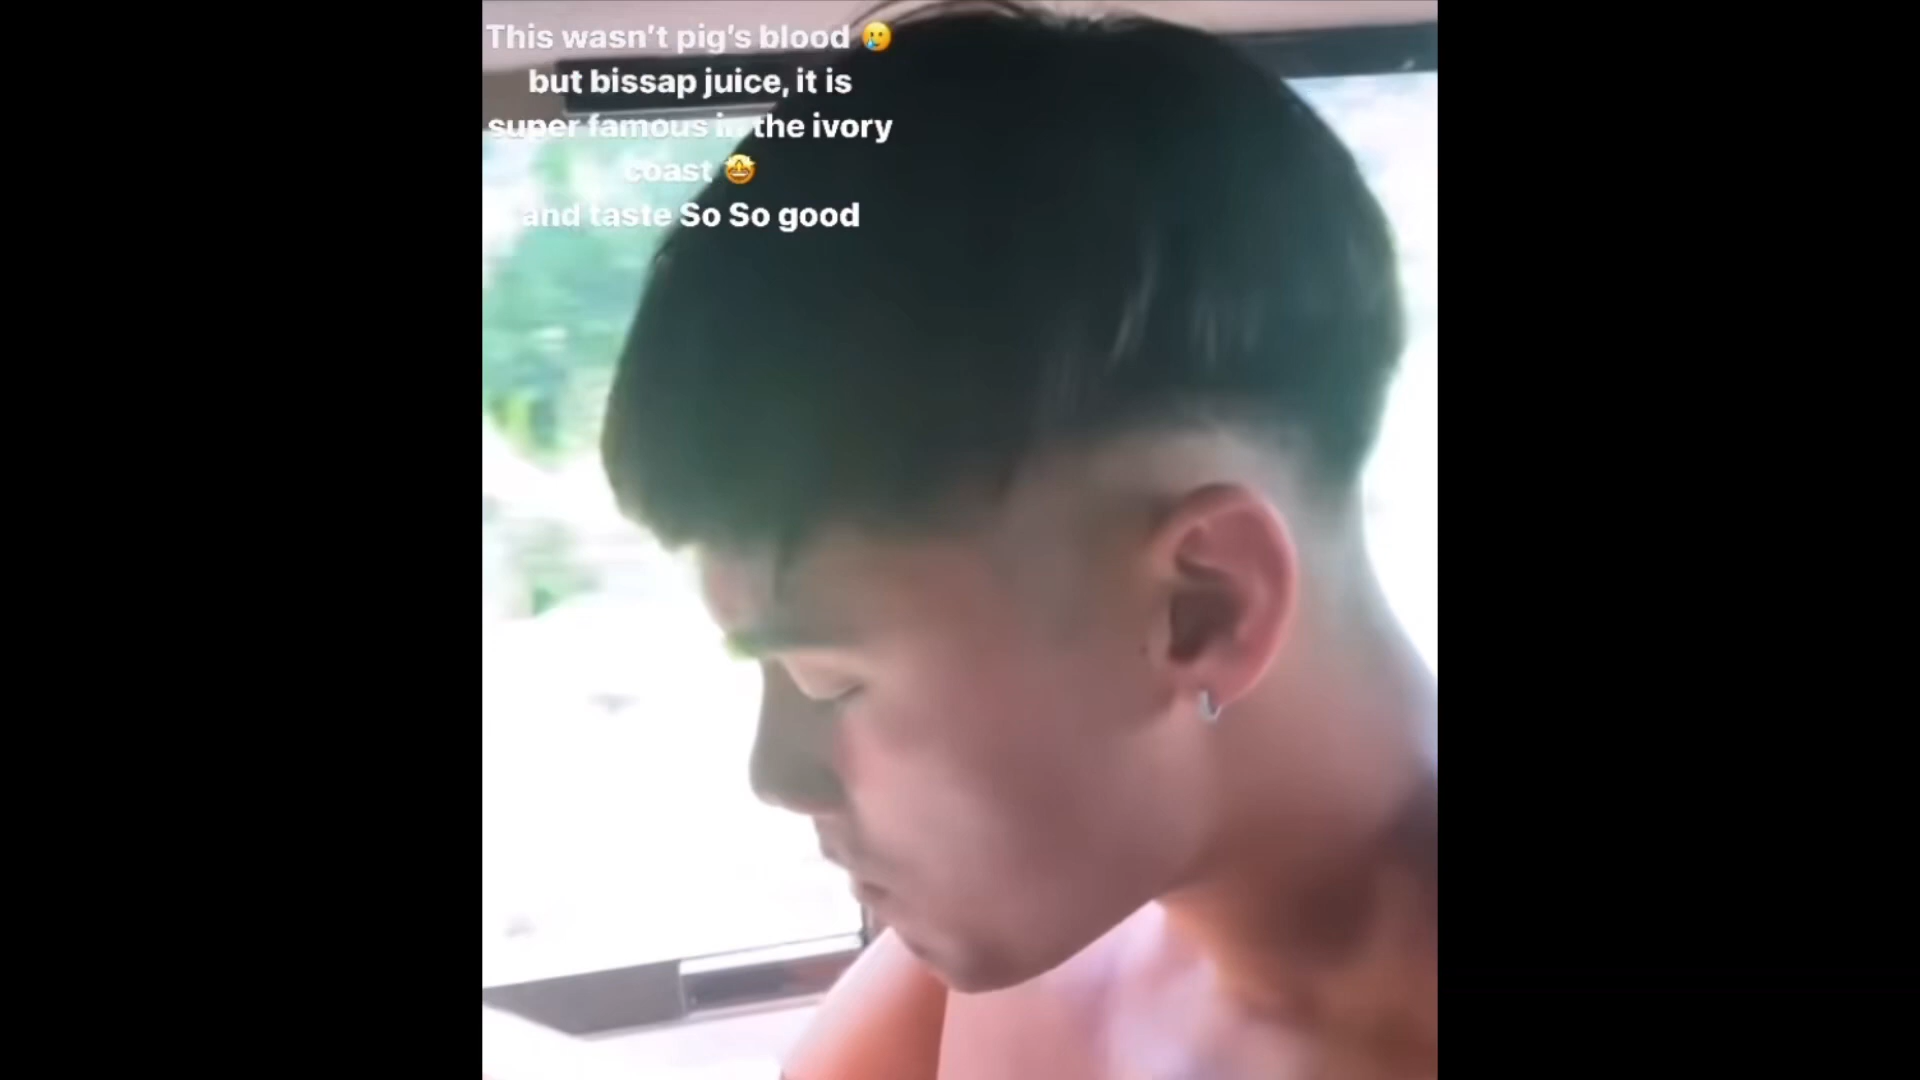 This wasn't pig's blood 🥲
but bissap juice, it is
super famous in the ivory
coast 🤩
and taste So So good